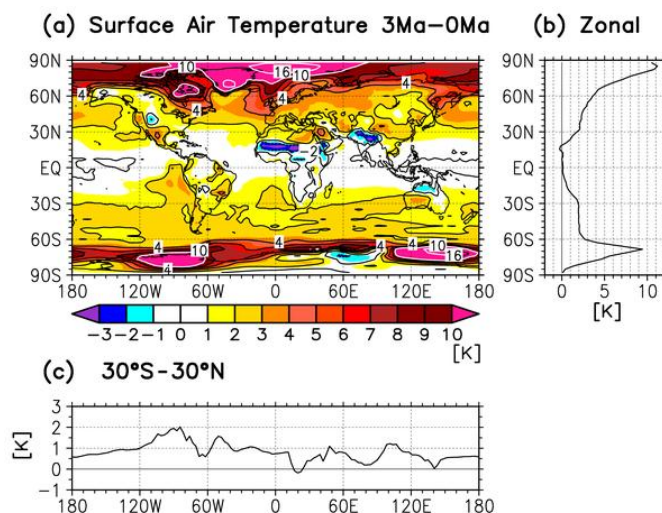 (a) Surface Air Temperature 3Ma−0Ma
(b) Zonal
90N
60N
30N
EQ
30S
60S
90S
10
16
10
4
4
4
4
−2
4
10
4
10
4
16
4
180
120W
60W
0
60E
120E
180
90N
60N
30N
EQ
30S
60S
90S
0
5
10
[K]
−3 −2 −1 0 1 2 3 4 5 6 7 8 9 10
[K]
(c) 30°S−30°N
[K]
3
2
1
0
−1
180
120W
60W
0
60E
120E
180